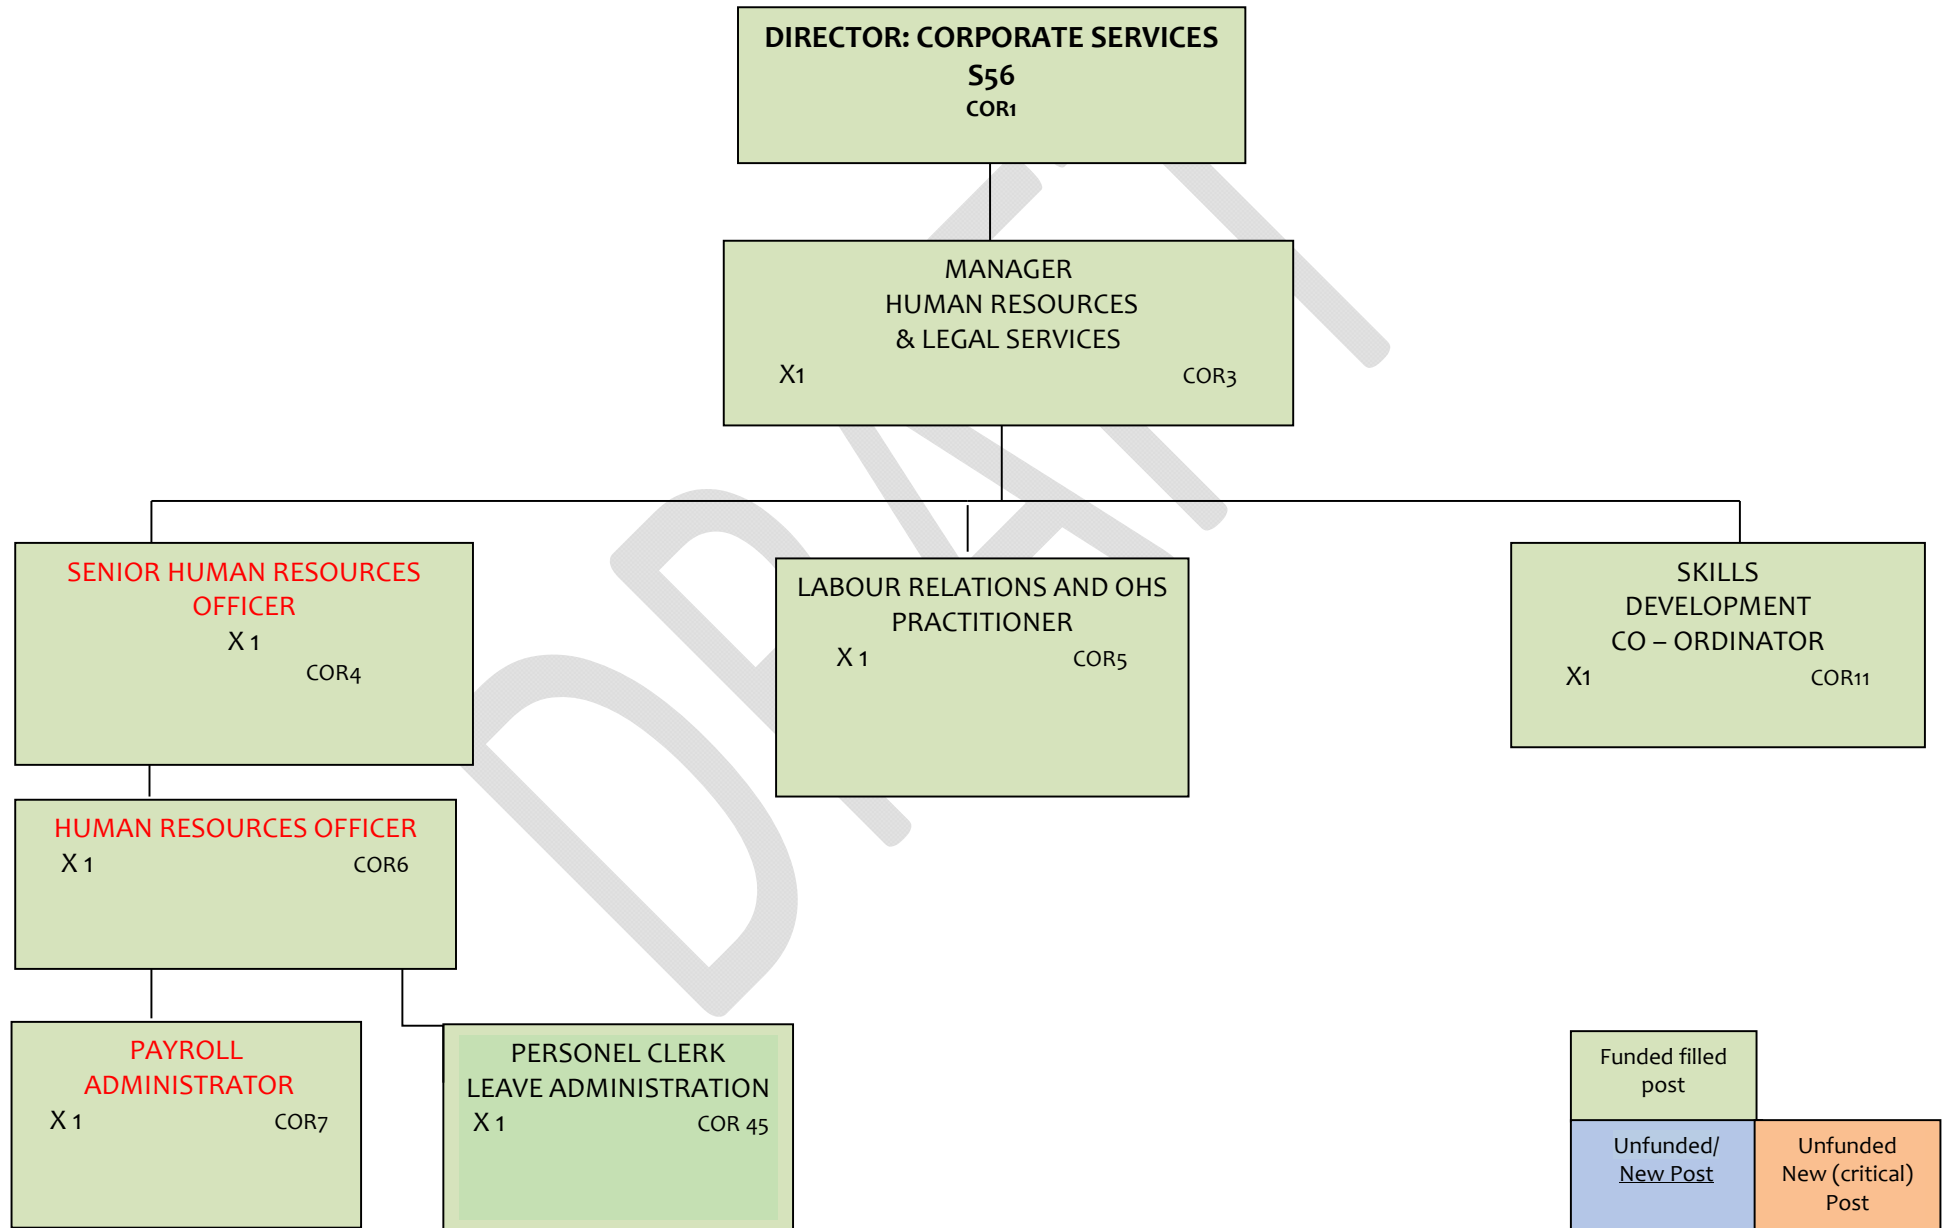 DIRECTOR: CORPORATE SERVICES
S56
COR1
MANAGER
HUMAN RESOURCES
& LEGAL SERVICES
X1 COR3
SENIOR HUMAN RESOURCES
OFFICER
X 1
COR4
LABOUR RELATIONS AND OHS
PRACTITIONER
X 1 COR5
SKILLS
DEVELOPMENT
CO – ORDINATOR
X1 COR11
HUMAN RESOURCES OFFICER
X 1 COR6
PAYROLL
ADMINISTRATOR
X 1 COR7
PERSONEL CLERK
LEAVE ADMINISTRATION
X 1 COR 45
Funded filled
post
Unfunded/
New Post
Unfunded
New (critical)
Post
DRAFT